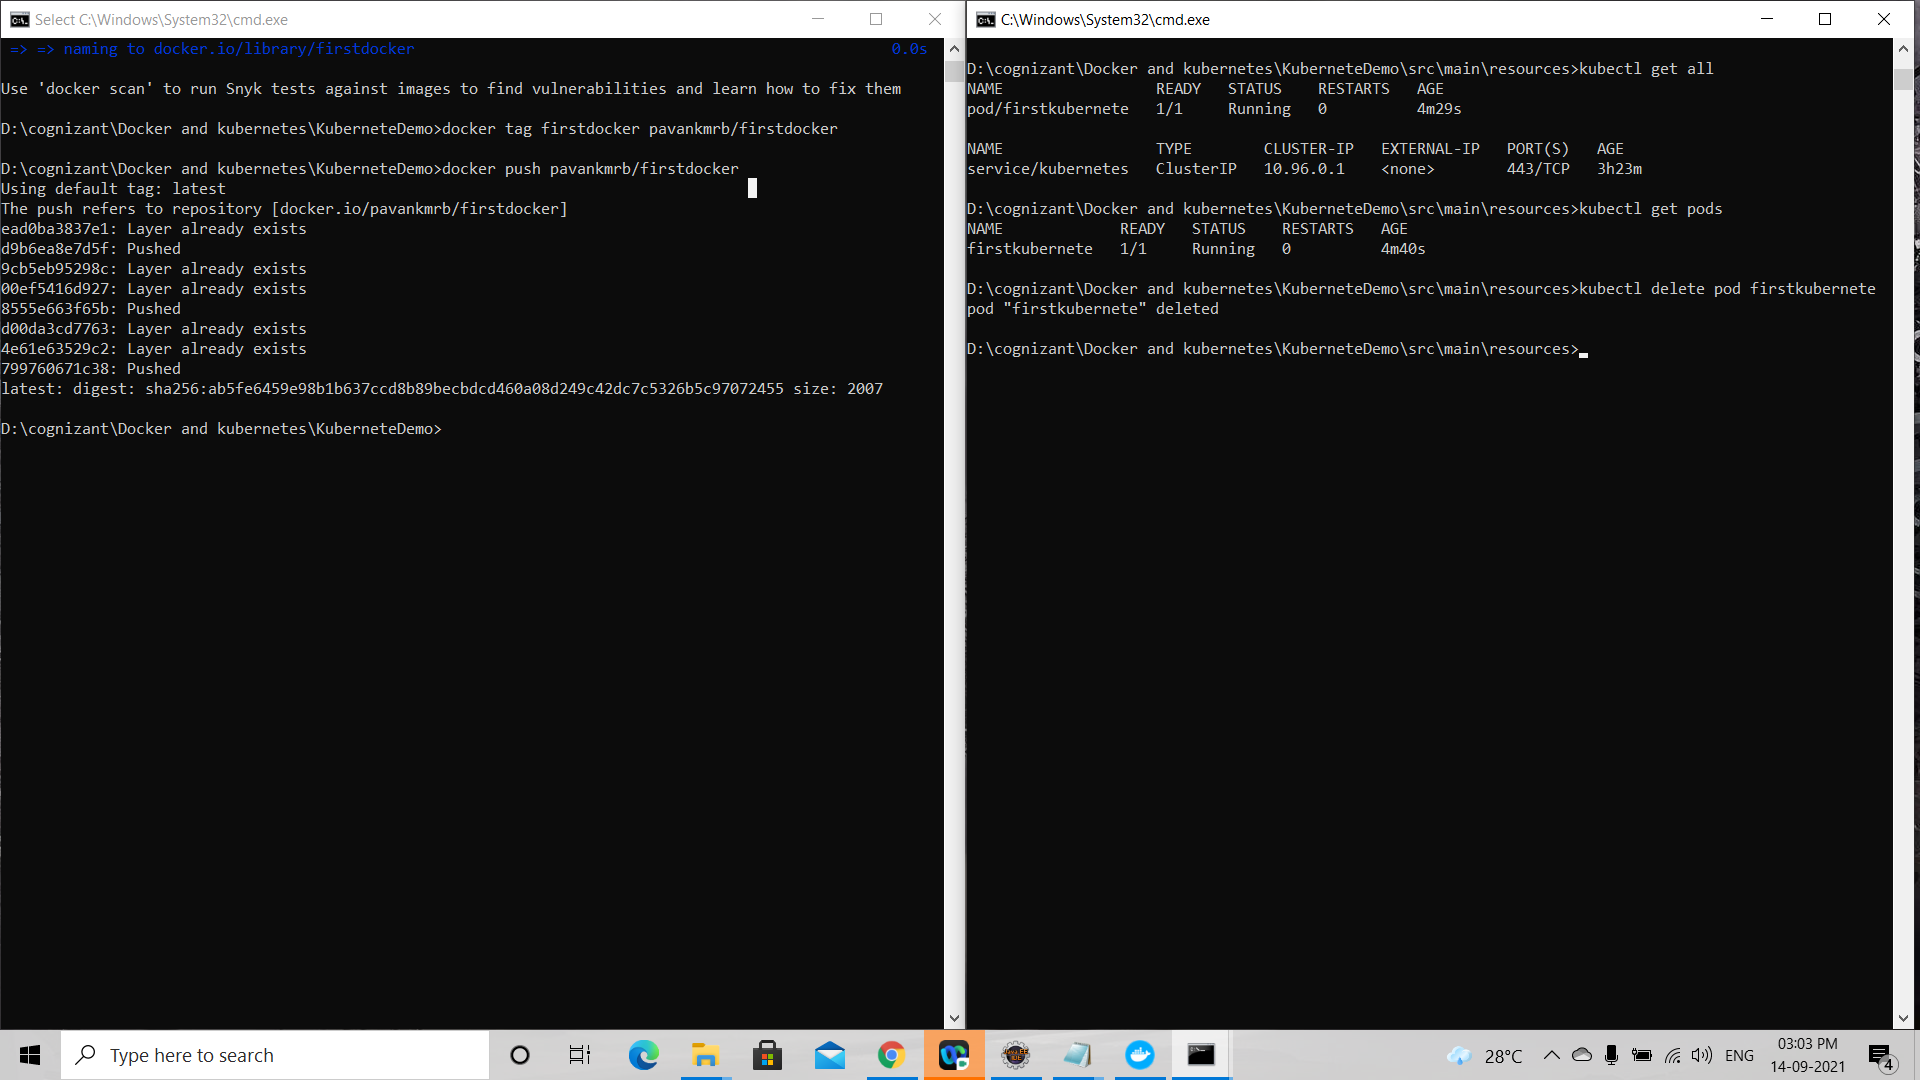 Select C:\Windows\System32\cmd.exe
=> => naming to docker.io/library/firstdocker 0.0s
Use 'docker scan' to run Snyk tests against images to find vulnerabilities and learn how to fix them
D:\cognizant\Docker and kubernetes\KuberneteDemo>docker tag firstdocker pavankmrb/firstdocker
D:\cognizant\Docker and kubernetes\KuberneteDemo>docker push pavankmrb/firstdocker
Using default tag: latest
The push refers to repository [docker.io/pavankmrb/firstdocker]
ead0ba3837e1: Layer already exists
d9b6ea8e7d5f: Pushed
9cb5eb95298c: Layer already exists
00ef5416d927: Layer already exists
8555e663f65b: Pushed
d00da3cd7763: Layer already exists
4e61e63529c2: Layer already exists
799760671c38: Pushed
latest: digest: sha256:ab5fe6459e98b1b637ccd8b89becbdcd460a08d249c42dc7c5326b5c97072455 size: 2007
D:\cognizant\Docker and kubernetes\KuberneteDemo>
C:\Windows\System32\cmd.exe
D:\cognizant\Docker and kubernetes\KuberneteDemo\src\main\resources>kubectl get all
NAME READY STATUS RESTARTS AGE
pod/firstkubernete 1/1 Running 0 4m29s
NAME TYPE CLUSTER-IP EXTERNAL-IP PORT(S) AGE
service/kubernetes ClusterIP 10.96.0.1 <none> 443/TCP 3h23m
D:\cognizant\Docker and kubernetes\KuberneteDemo\src\main\resources>kubectl get pods
NAME READY STATUS RESTARTS AGE
firstkubernete 1/1 Running 0 4m40s
D:\cognizant\Docker and kubernetes\KuberneteDemo\src\main\resources>kubectl delete pod firstkubernete
pod "firstkubernete" deleted
D:\cognizant\Docker and kubernetes\KuberneteDemo\src\main\resources>
Type here to search
28°C
ENG
03:03 PM
14-09-2021
4